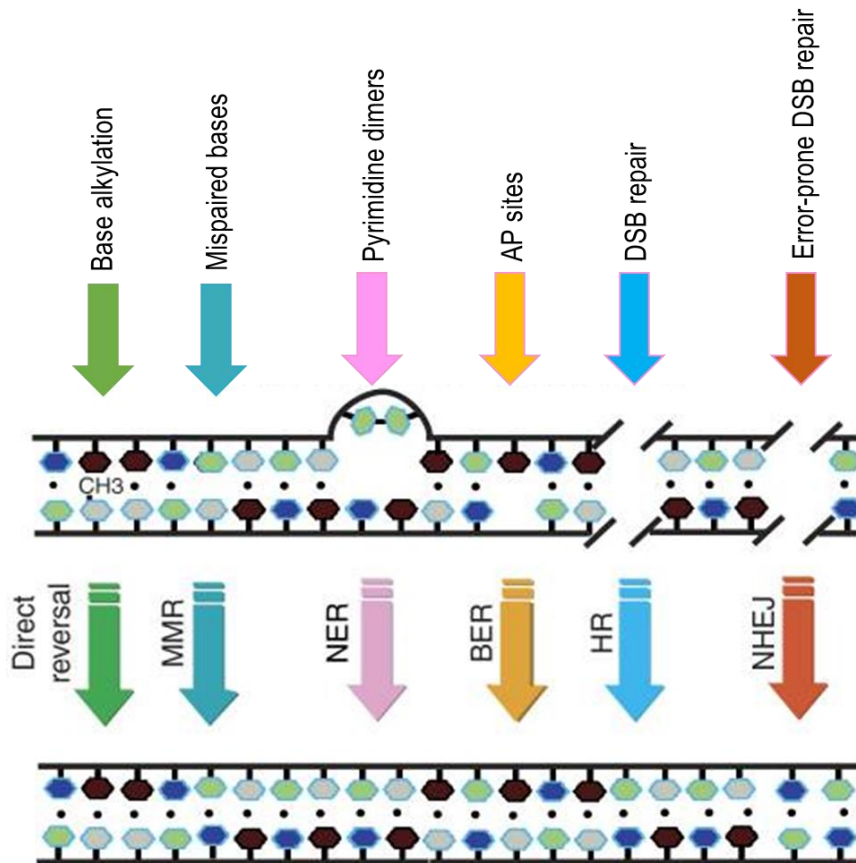 Base alkylation
Mispaired bases
Pyrimidine dimers
AP sites
DSB repair
Error-prone DSB repair
CH3
Direct
reversal
MMR
NER
BER
HR
NHEJ